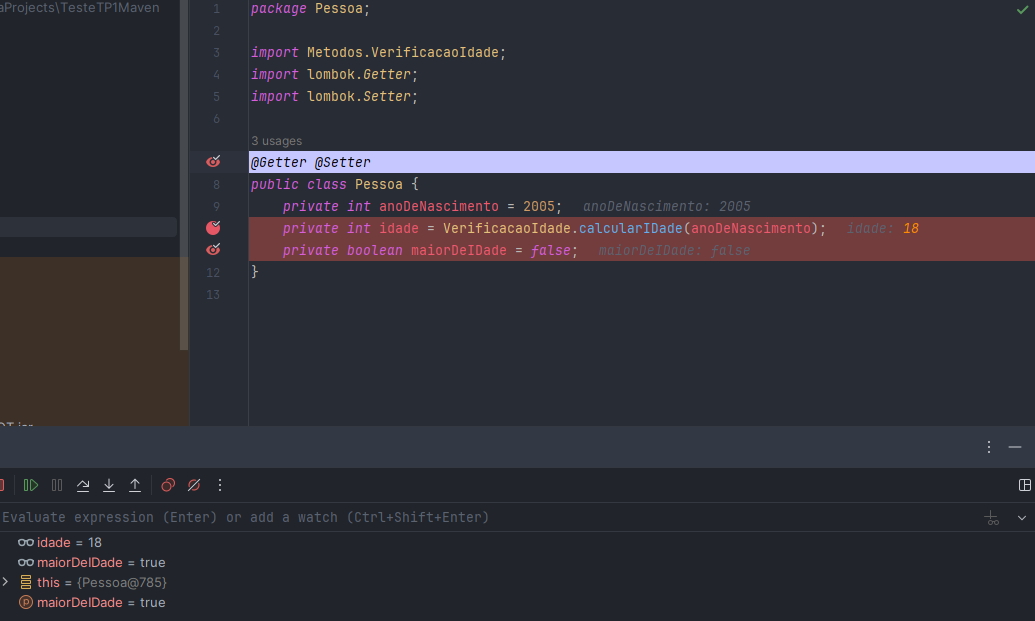 aProjects\TesteTP1Maven
1 package Pessoa;
2
3 import Metodos.VerificacaoIdade;
4 import lombok.Getter;
5 import lombok.Setter;
6
3 usages
@Getter @Setter
8 public class Pessoa {
9 private int anoDeNascimento = 2005; anoDeNascimento: 2005
private int idade = VerificacaoIdade.calcularIDade(anoDeNascimento); idade: 18
private boolean maiorDeIDade = false; maiorDeIDade: false
12 }
13
Evaluate expression (Enter) or add a watch (Ctrl+Shift+Enter)
idade = 18
maiorDeIDade = true
this = {Pessoa@785}
maiorDeIDade = true